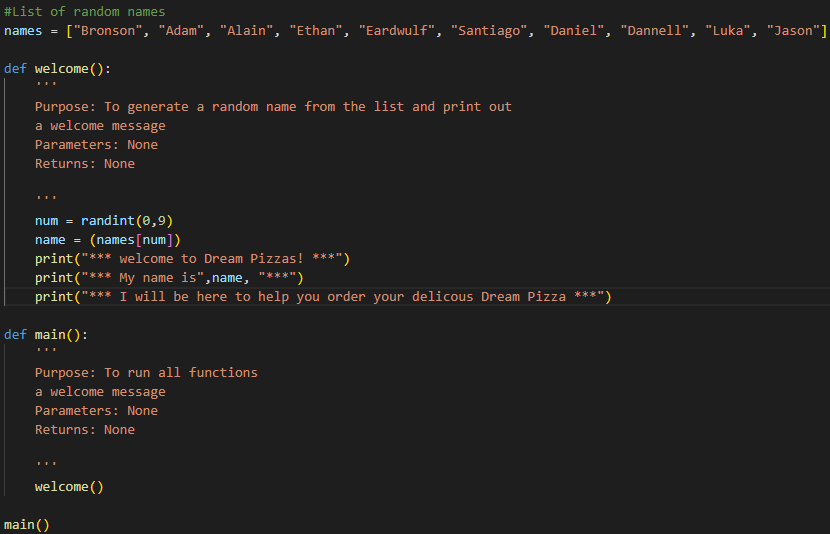 #List of random names
names = ["Bronson", "Adam", "Alain", "Ethan", "Eardwulf", "Santiago", "Daniel", "Dannell", "Luka", "Jason"]
def welcome():
'''
Purpose: To generate a random name from the list and print out
a welcome message
Parameters: None
Returns: None
'''
num = randint(0,9)
name = (names[num])
print("*** welcome to Dream Pizzas! ***")
print("*** My name is",name, "***")
print("*** I will be here to help you order your delicous Dream Pizza ***")
def main():
'''
Purpose: To run all functions
a welcome message
Parameters: None
Returns: None
'''
welcome()
main()